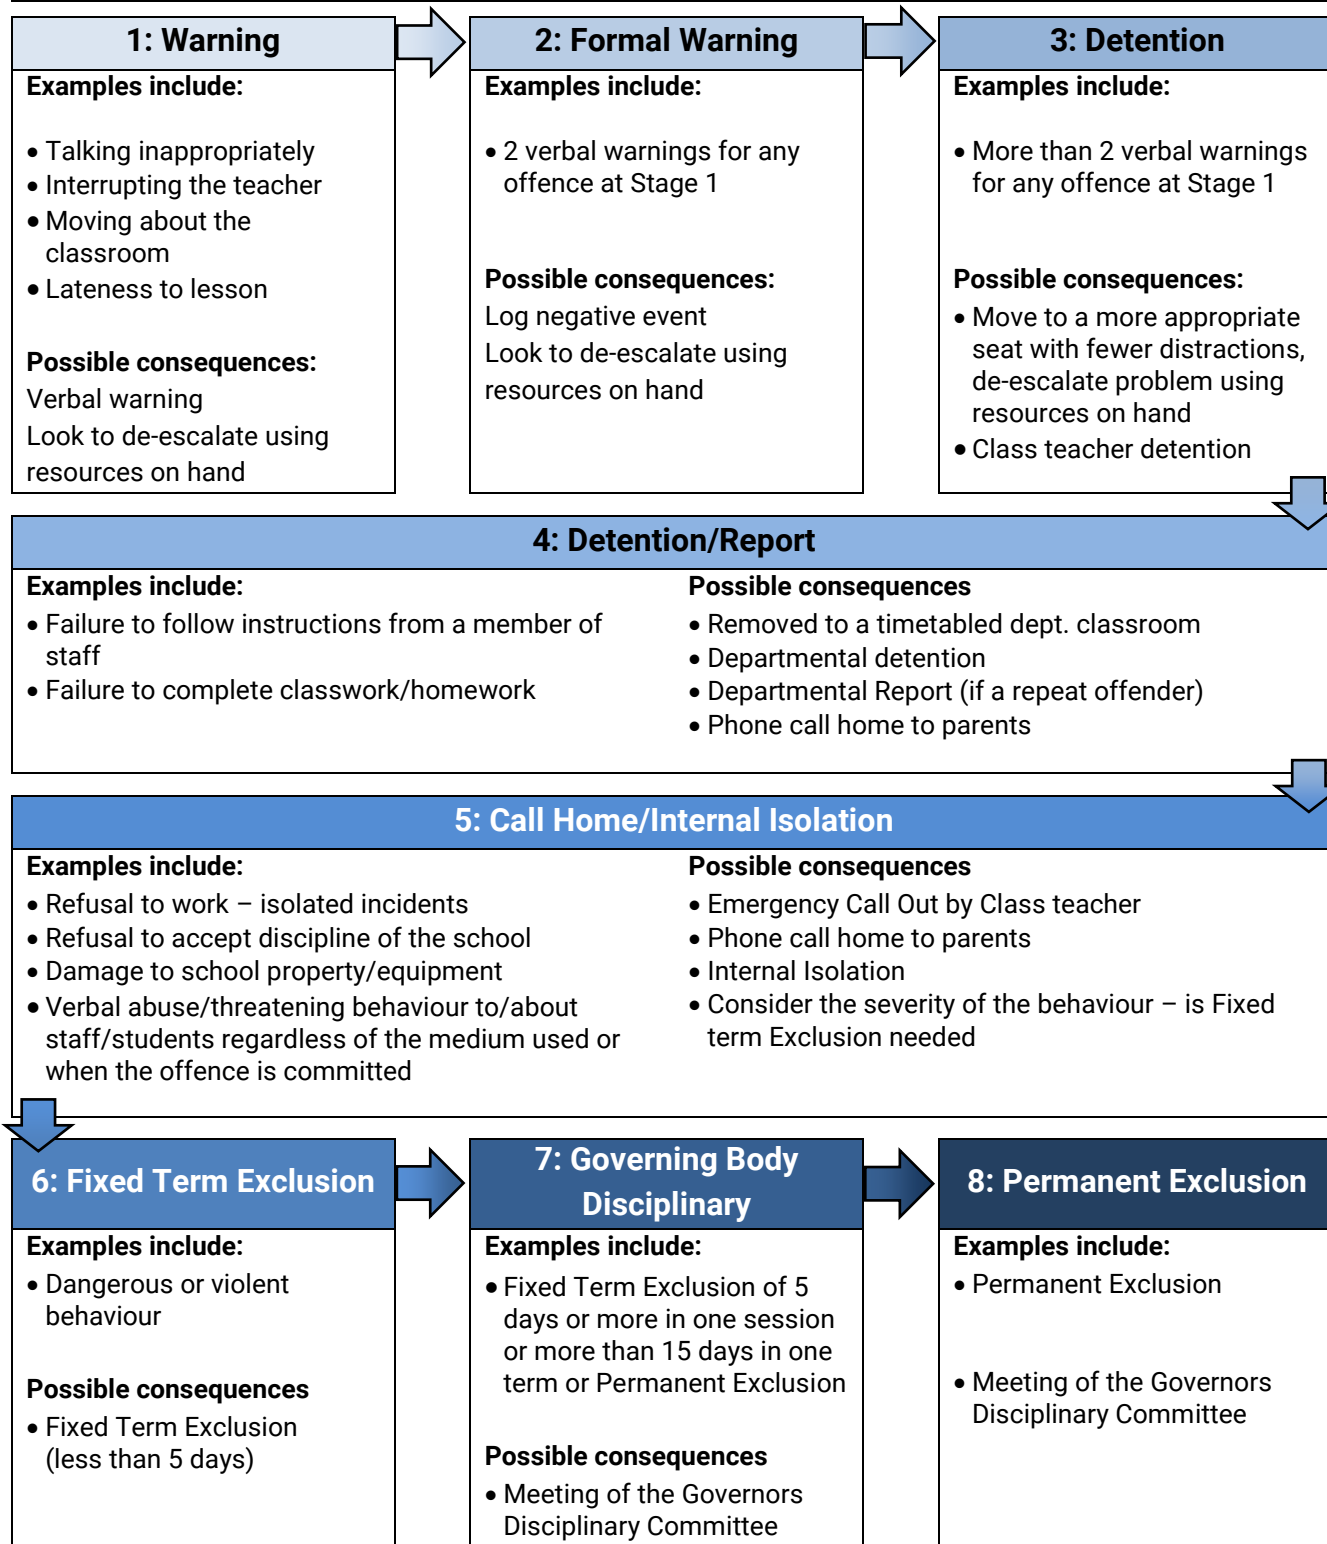 1: Warning
Examples include:
• Talking inappropriately
• Interrupting the teacher
• Moving about the
classroom
• Lateness to lesson
Possible consequences:
Verbal warning
Look to de-escalate using
resources on hand
2: Formal Warning
Examples include:
• 2 verbal warnings for any
offence at Stage 1
Possible consequences:
Log negative event
Look to de-escalate using
resources on hand
3: Detention
Examples include:
• More than 2 verbal warnings
for any offence at Stage 1
Possible consequences:
• Move to a more appropriate
seat with fewer distractions,
de-escalate problem using
resources on hand
• Class teacher detention
4: Detention/Report
Examples include:
• Failure to follow instructions from a member of
staff
• Failure to complete classwork/homework
Possible consequences
• Removed to a timetabled dept. classroom
• Departmental detention
• Departmental Report (if a repeat offender)
• Phone call home to parents
5: Call Home/Internal Isolation
Examples include:
• Refusal to work – isolated incidents
• Refusal to accept discipline of the school
• Damage to school property/equipment
• Verbal abuse/threatening behaviour to/about
staff/students regardless of the medium used or
when the offence is committed
Possible consequences
• Emergency Call Out by Class teacher
• Phone call home to parents
• Internal Isolation
• Consider the severity of the behaviour – is Fixed
term Exclusion needed
6: Fixed Term Exclusion
Examples include:
• Dangerous or violent
behaviour
Possible consequences
• Fixed Term Exclusion
(less than 5 days)
7: Governing Body
Disciplinary
Examples include:
• Fixed Term Exclusion of 5
days or more in one session
or more than 15 days in one
term or Permanent Exclusion
Possible consequences
• Meeting of the Governors
Disciplinary Committee
8: Permanent Exclusion
Examples include:
• Permanent Exclusion
• Meeting of the Governors
Disciplinary Committee